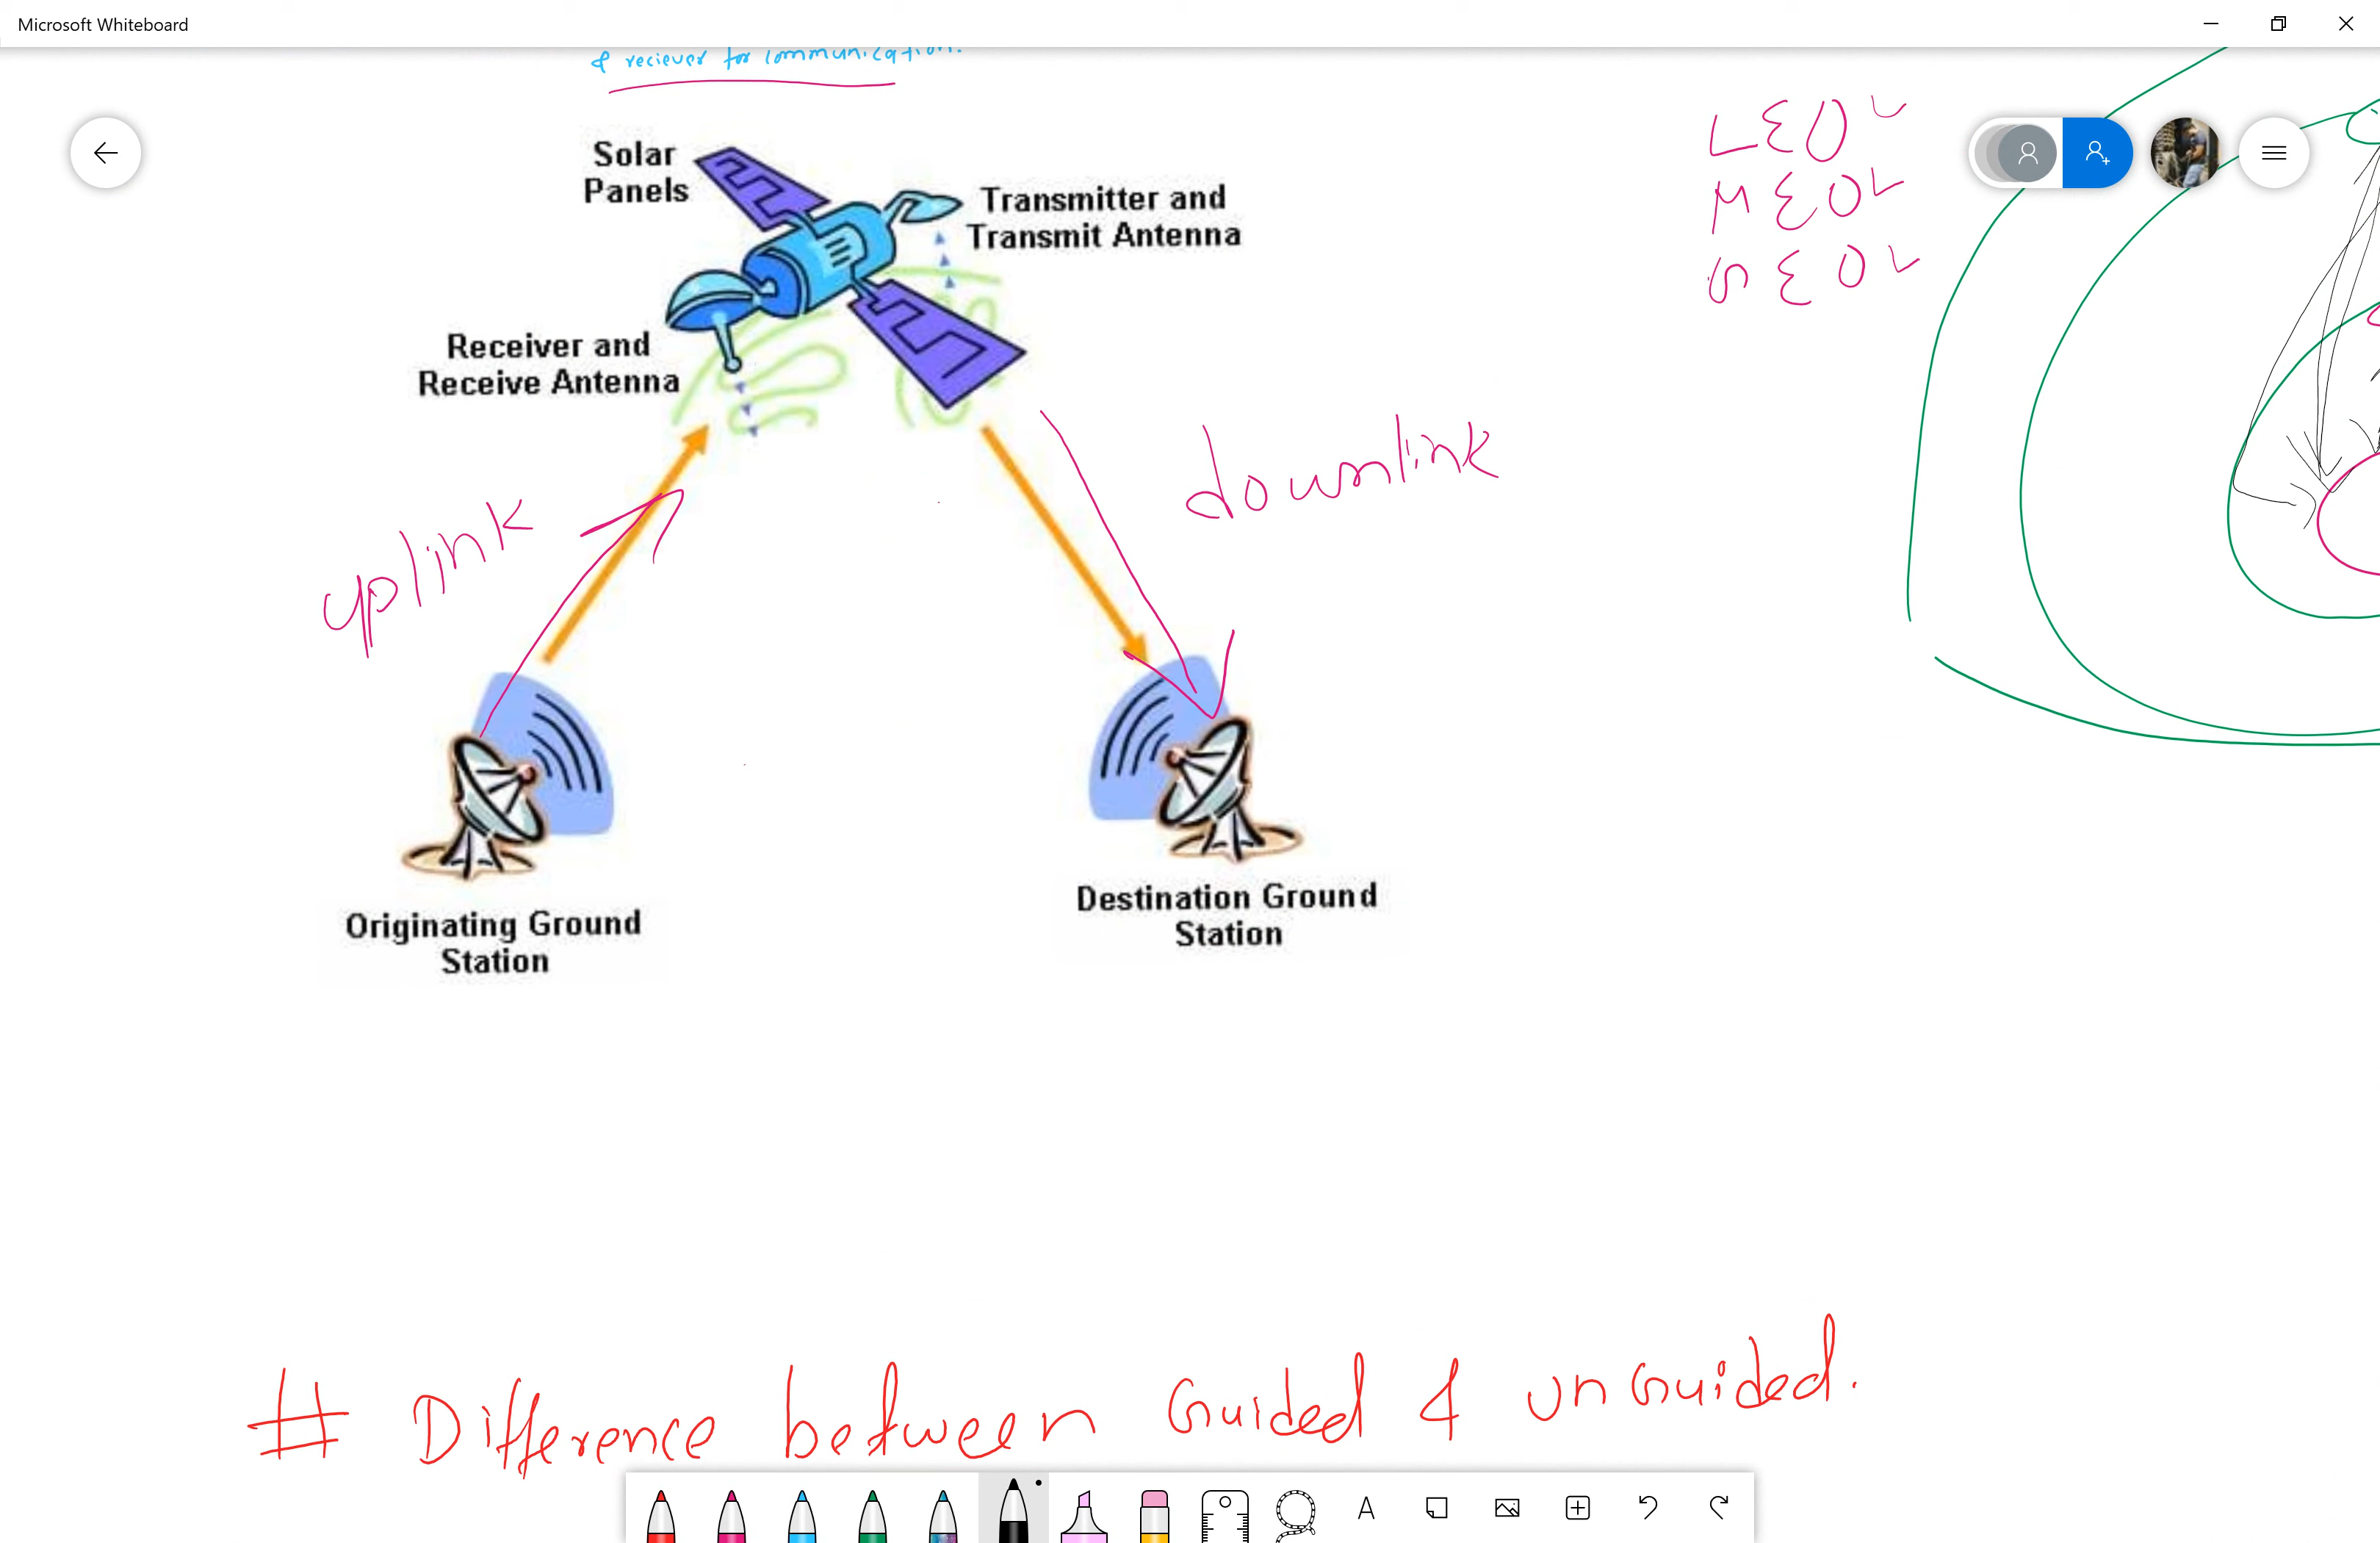 Microsoft Whiteboard
& reciever for communication.
Solar
Panels
Transmitter and
Transmit Antenna
Receiver and
Receive Antenna
LEO
MEO
GEO
uplink
downlink
Originating Ground
Station
Destination Ground
Station
# Difference between Guided & unGuided.
A